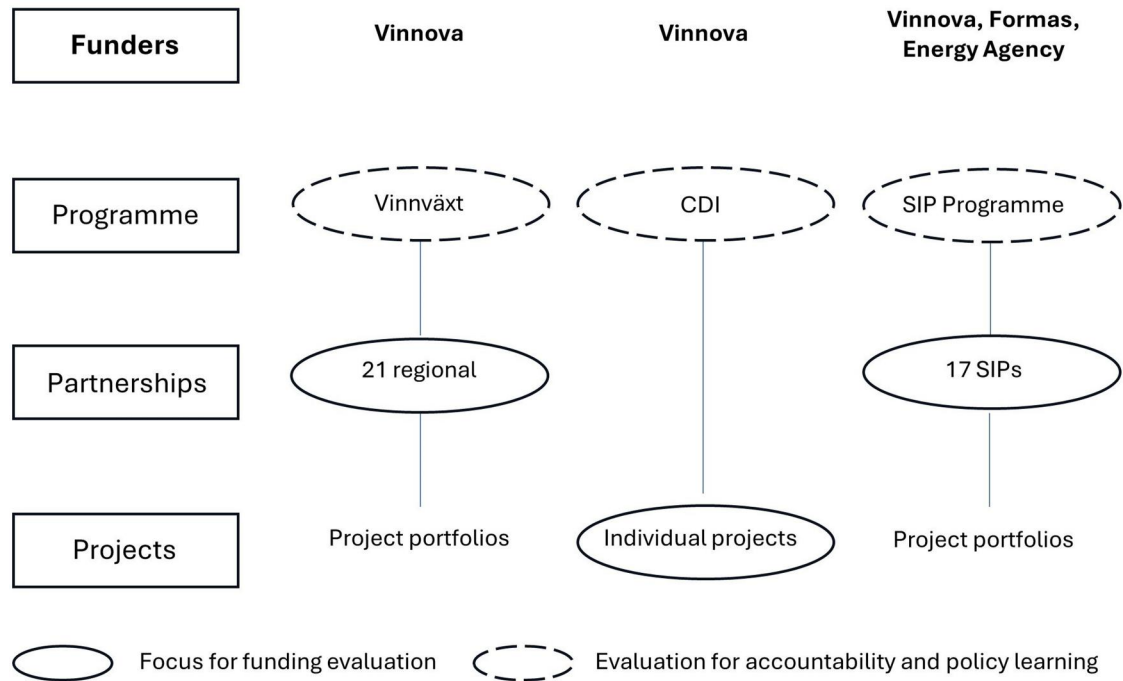 Funders
Vinnova
Vinnova
Vinnova, Formas,
Energy Agency
Programme
Vinnväxt
CDI
SIP Programme
Partnerships
21 regional
17 SIPs
Projects
Project portfolios
Individual projects
Project portfolios
Focus for funding evaluation
Evaluation for accountability and policy learning